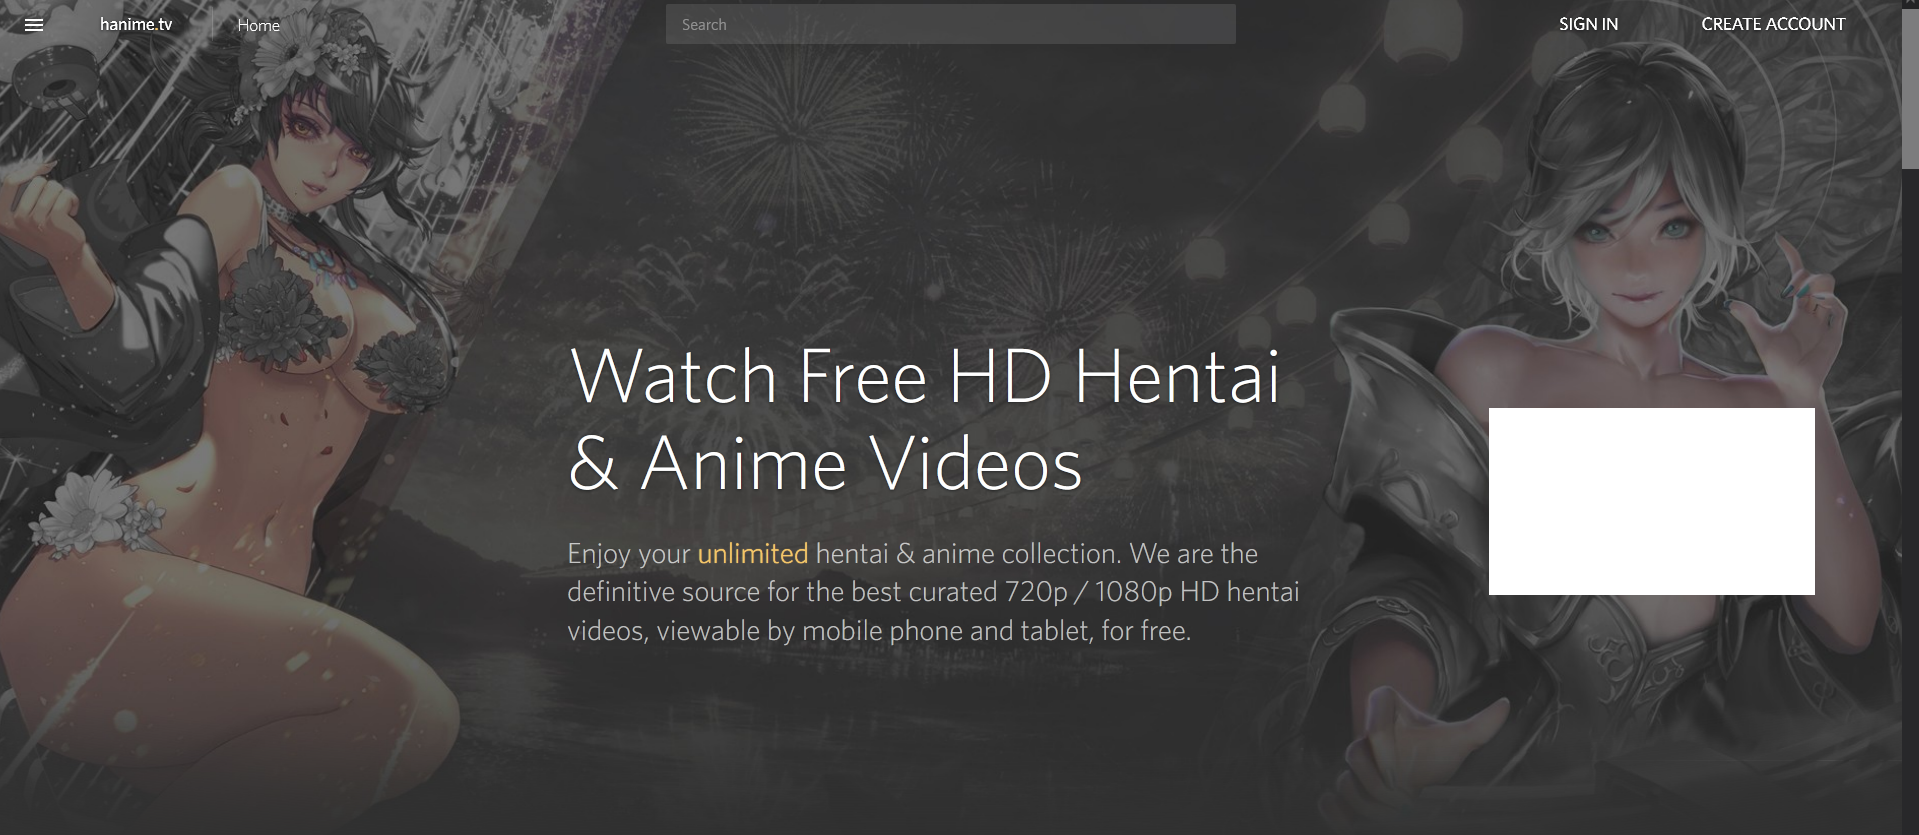 hanime.tv
Home
Search
SIGN IN
CREATE ACCOUNT
Watch Free HD Hentai
& Anime Videos
Enjoy your unlimited hentai & anime collection. We are the
definitive source for the best curated 720p / 1080p HD hentai
videos, viewable by mobile phone and tablet, for free.